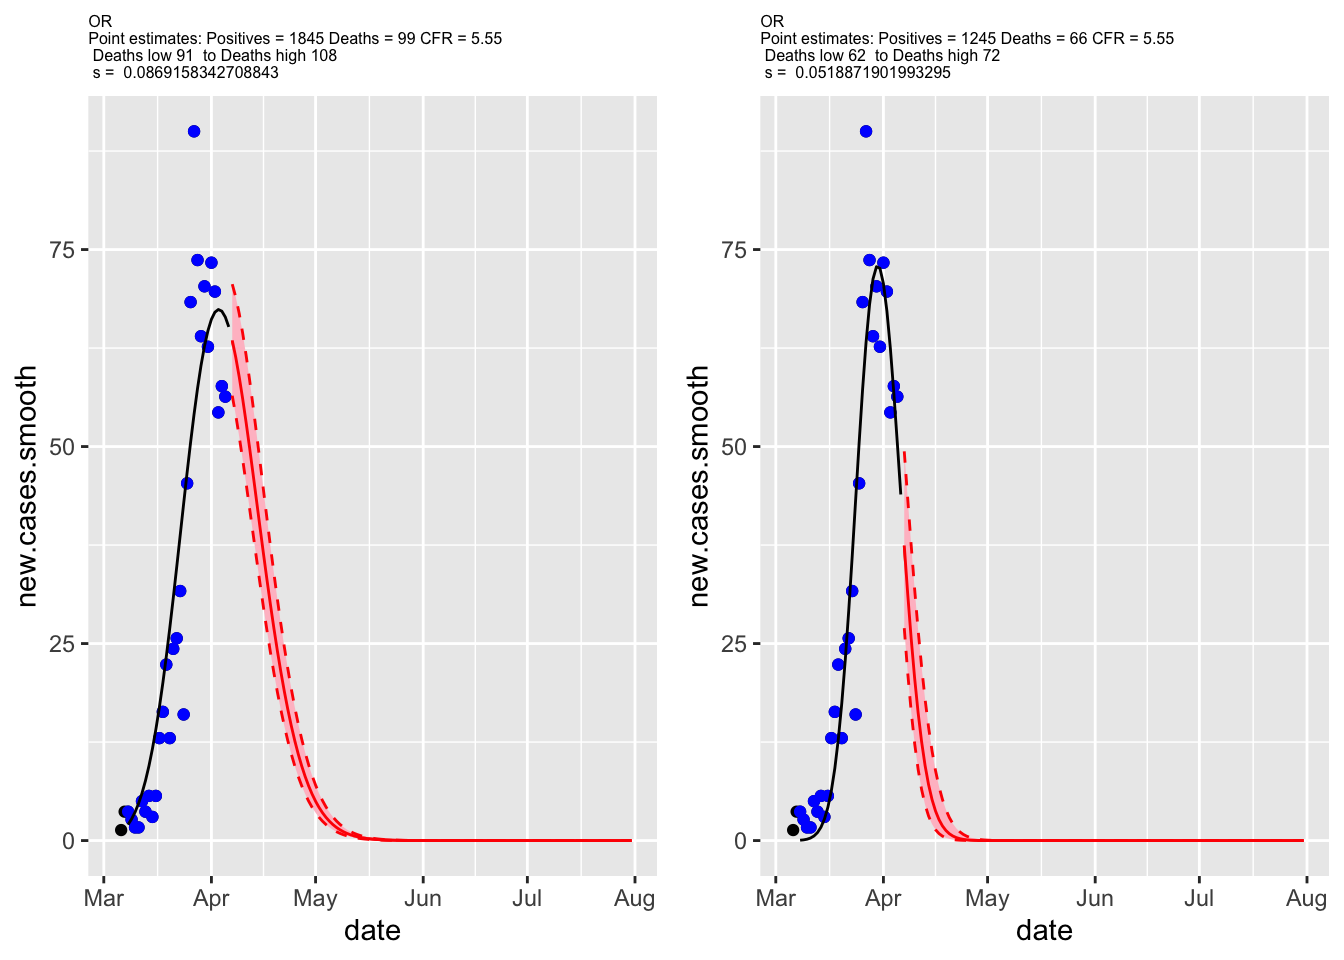 OR
Point estimates: Positives = 1845 Deaths = 99 CFR = 5.55
Deaths low 91  to Deaths high 108
s =  0.0869158342708843
75
50
25
0
new.cases.smooth
Mar Apr May Jun Jul Aug
date
OR
Point estimates: Positives = 1245 Deaths = 66 CFR = 5.55
Deaths low 62  to Deaths high 72
s =  0.0518871901993295
75
50
25
0
new.cases.smooth
Mar Apr May Jun Jul Aug
date